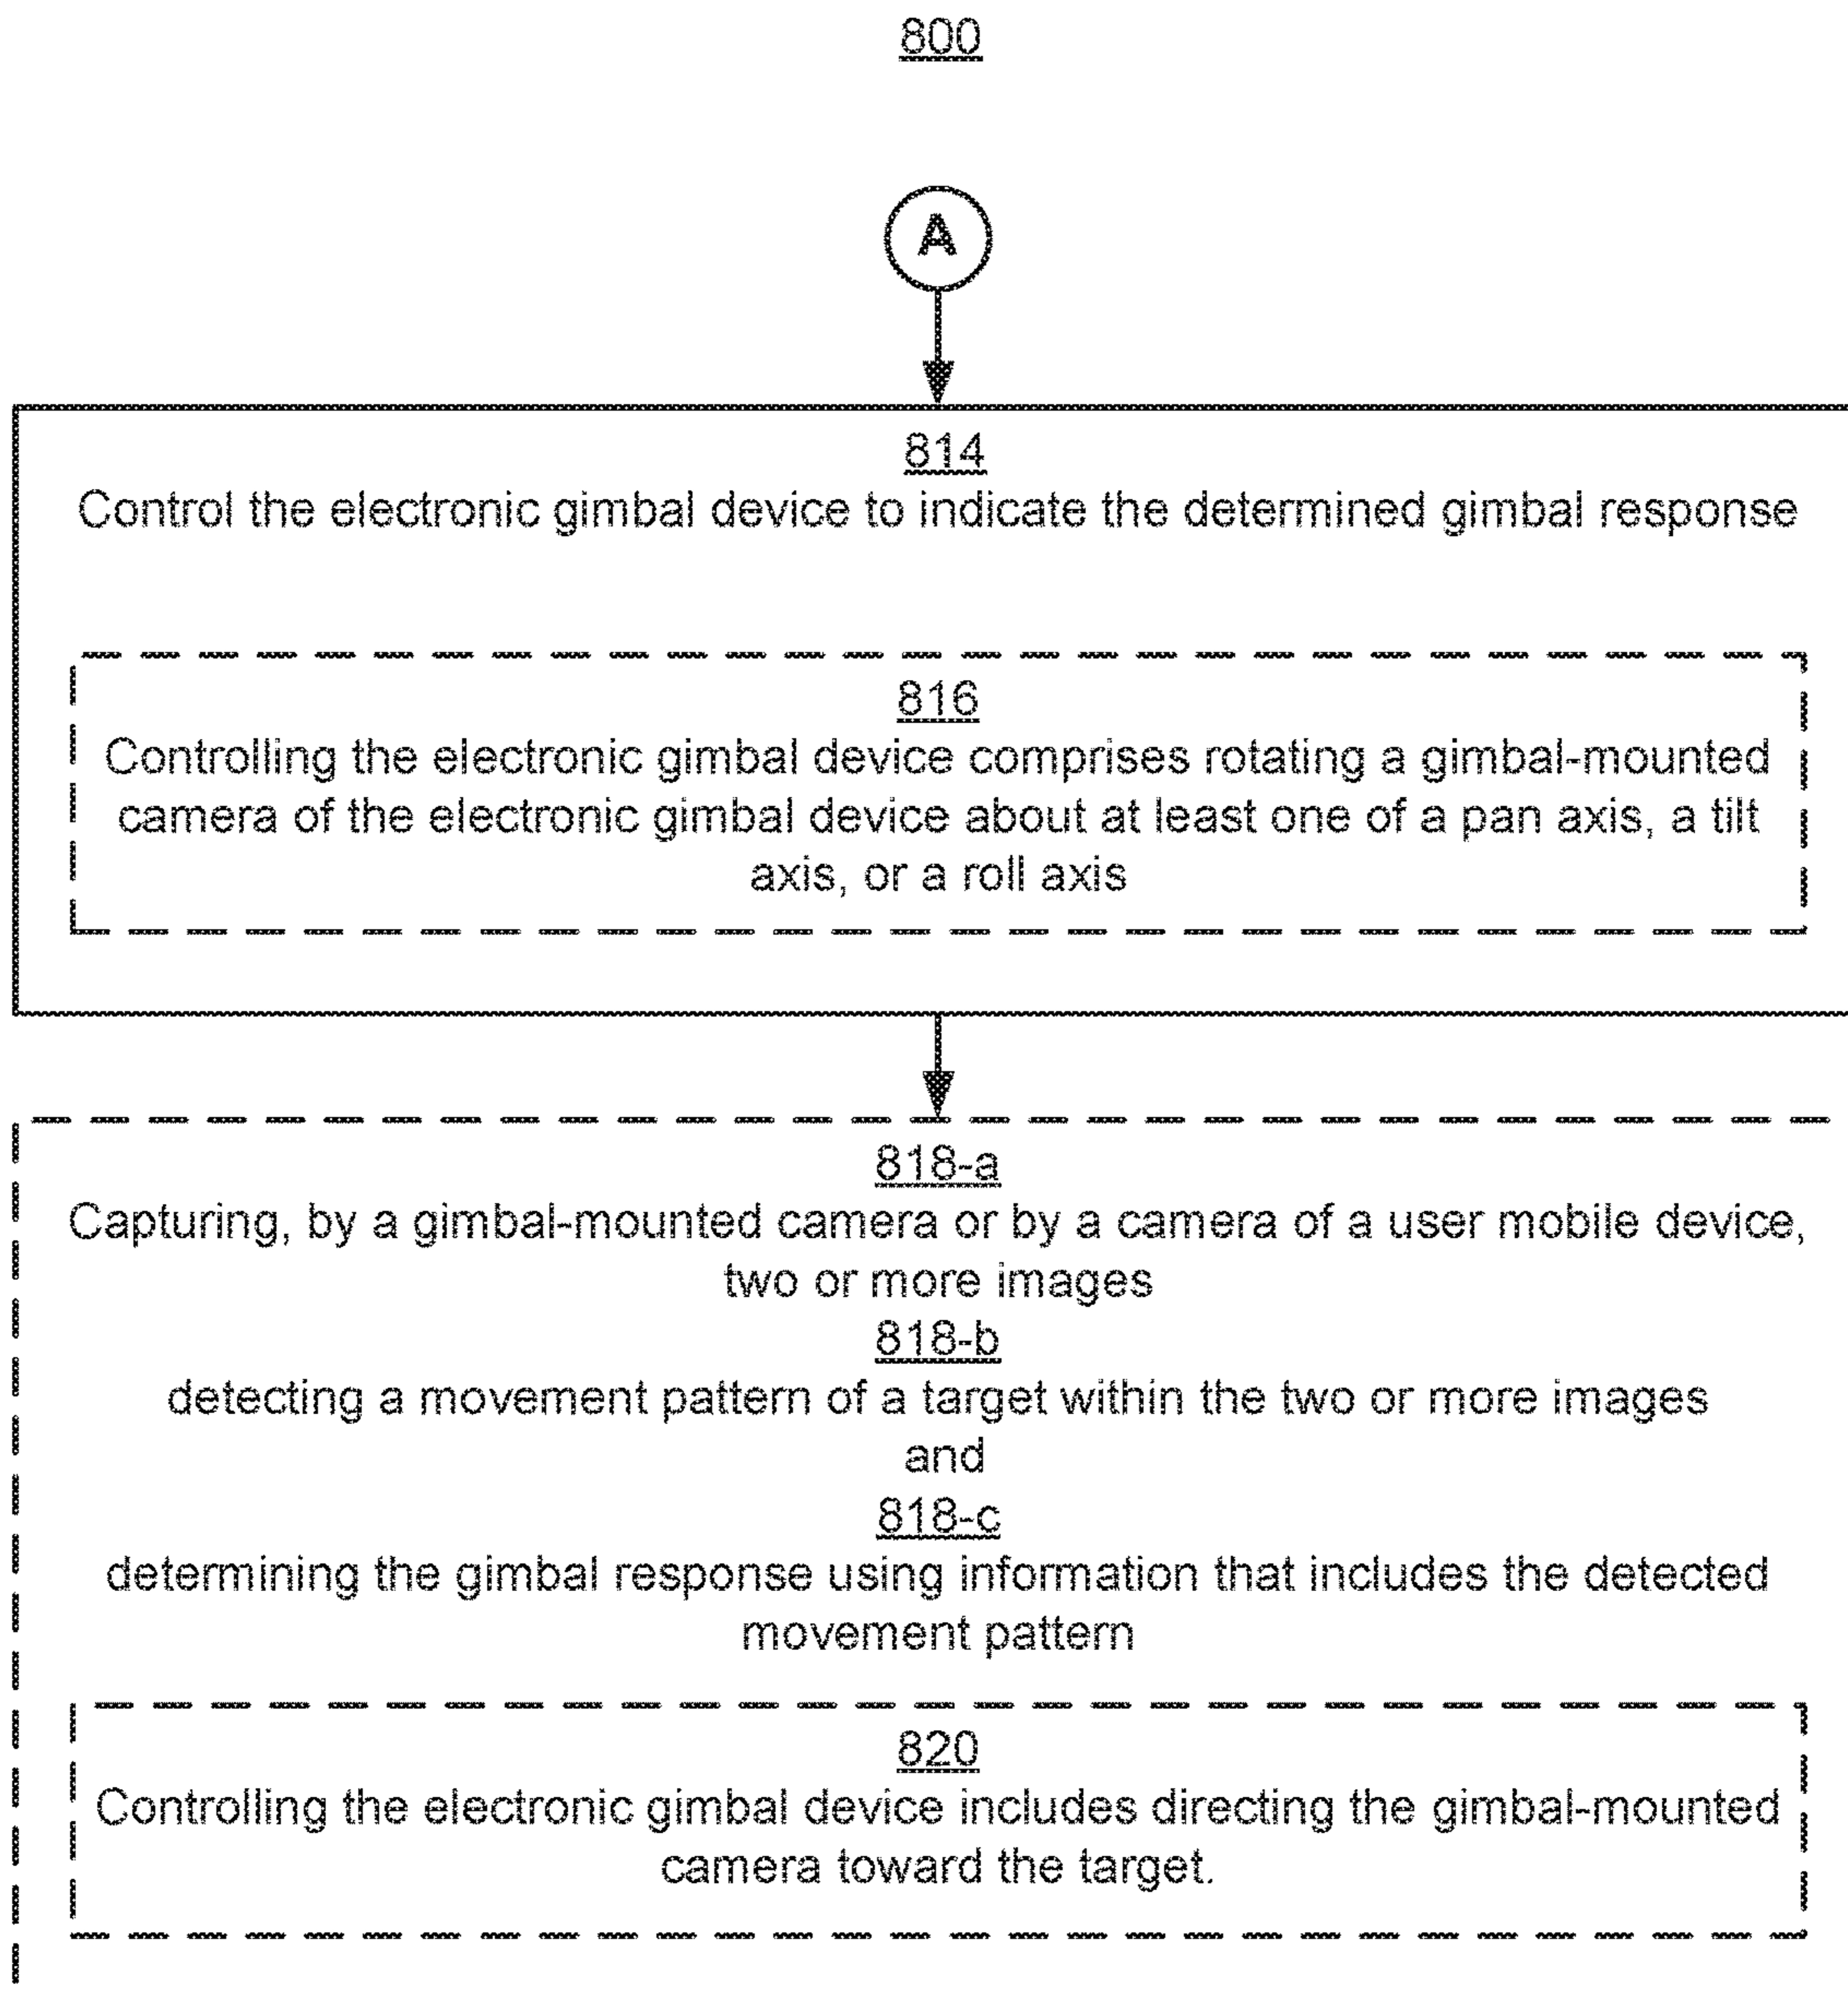 800
A
814
Control the electronic gimbal device to indicate the determined gimbal response
816
Controlling the electronic gimbal device comprises rotating a gimbal-mounted
camera of the electronic gimbal device about at least one of a pan axis, a tilt
axis, or a roll axis
818-a
Capturing, by a gimbal-mounted camera or by a camera of a user mobile device,
two or more images
818-b
detecting a movement pattern of a target within the two or more images
and
818-c
determining the gimbal response using information that includes the detected
movement pattern
820
Controlling the electronic gimbal device includes directing the gimbal-mounted
camera toward the target.